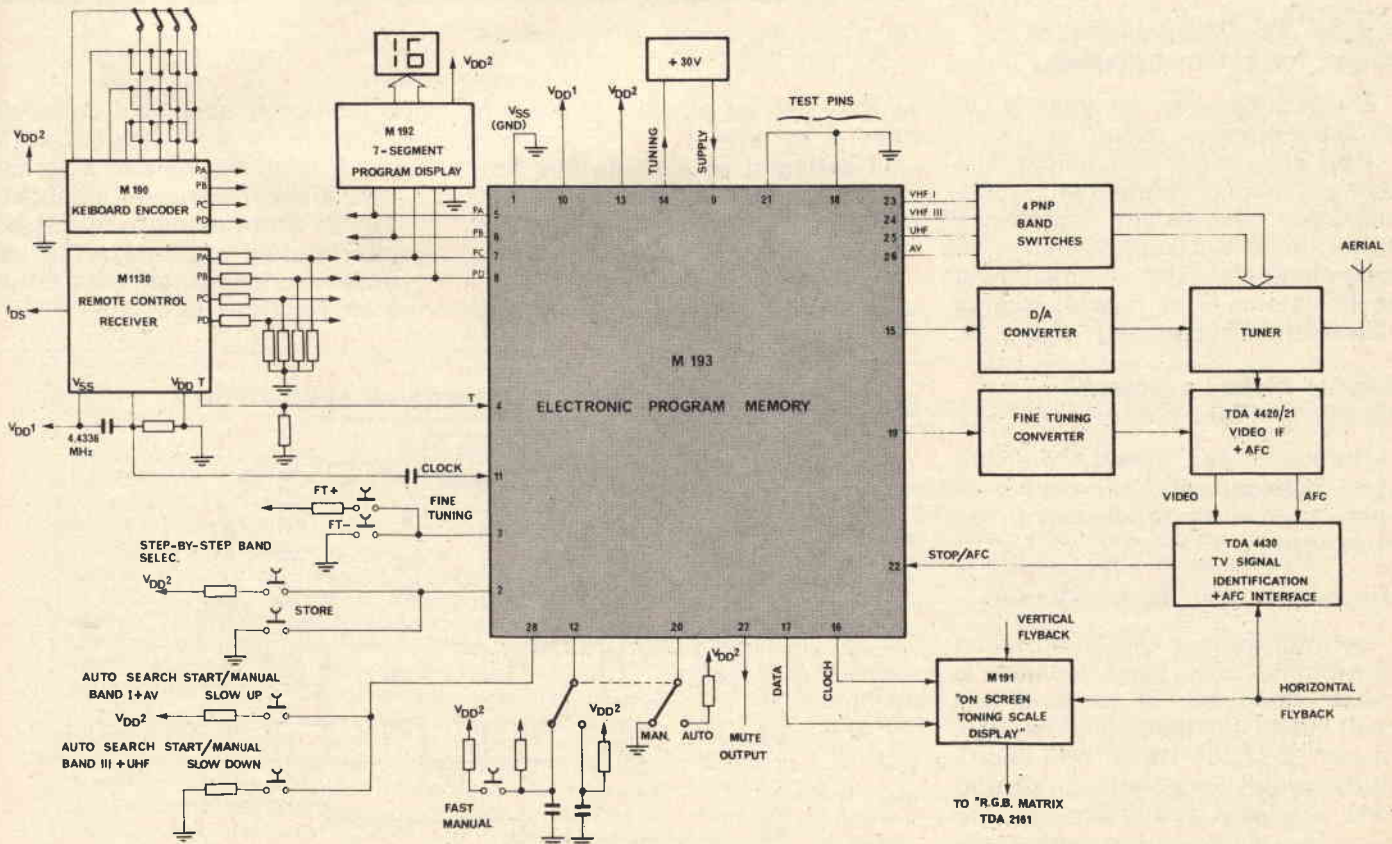 16
+ 30V
VDD2
VDD1
VDD2
VSS
(GND)
TUNING
SUPPLY
TEST PINS
VDD2
M 192
7-SEGMENT
PROGRAM DISPLAY
M 190
KEIBOARD ENCODER
PA
PB
PC
PD
1
10
13
14
9
21
18
PA
5
PB
6
PC
7
PD
8
23
VHF I
24
VHF III
25
UHF
26
AV
4 PNP
BAND
SWITCHES
AERIAL
M1130
REMOTE CONTROL
RECEIVER
PA
PB
PC
PD
IDS
VSS
VDD
T
VDD1
4.4336
MHz
15
D/A
CONVERTER
TUNER
M 193
ELECTRONIC PROGRAM MEMORY
T
4
19
FINE TUNING
CONVERTER
TDA 4420/21
VIDEO IF
+ AFC
CLOCK
11
VIDEO
AFC
FT+
FT-
FINE
TUNING
3
STOP/AFC
22
TDA 4430
TV SIGNAL
IDENTIFICATION
+AFC INTERFACE
STEP-BY-STEP BAND
SELEC.
VDD2
STORE
2
28
12
20
27
17
16
VERTICAL
FLYBACK
AUTO SEARCH START/MANUAL
BAND I+AV
SLOW UP
VDD2
AUTO SEARCH START/MANUAL
BAND III +UHF
SLOW DOWN
VDD2
VDD2
VDD2
FAST
MANUAL
MAN.
AUTO
MUTE
OUTPUT
DATA
CLOCH
M191
"ON SCREEN
TONING SCALE
DISPLAY"
HORIZONTAL
FLYBACK
TO "R.G.B. MATRIX
TDA 2161